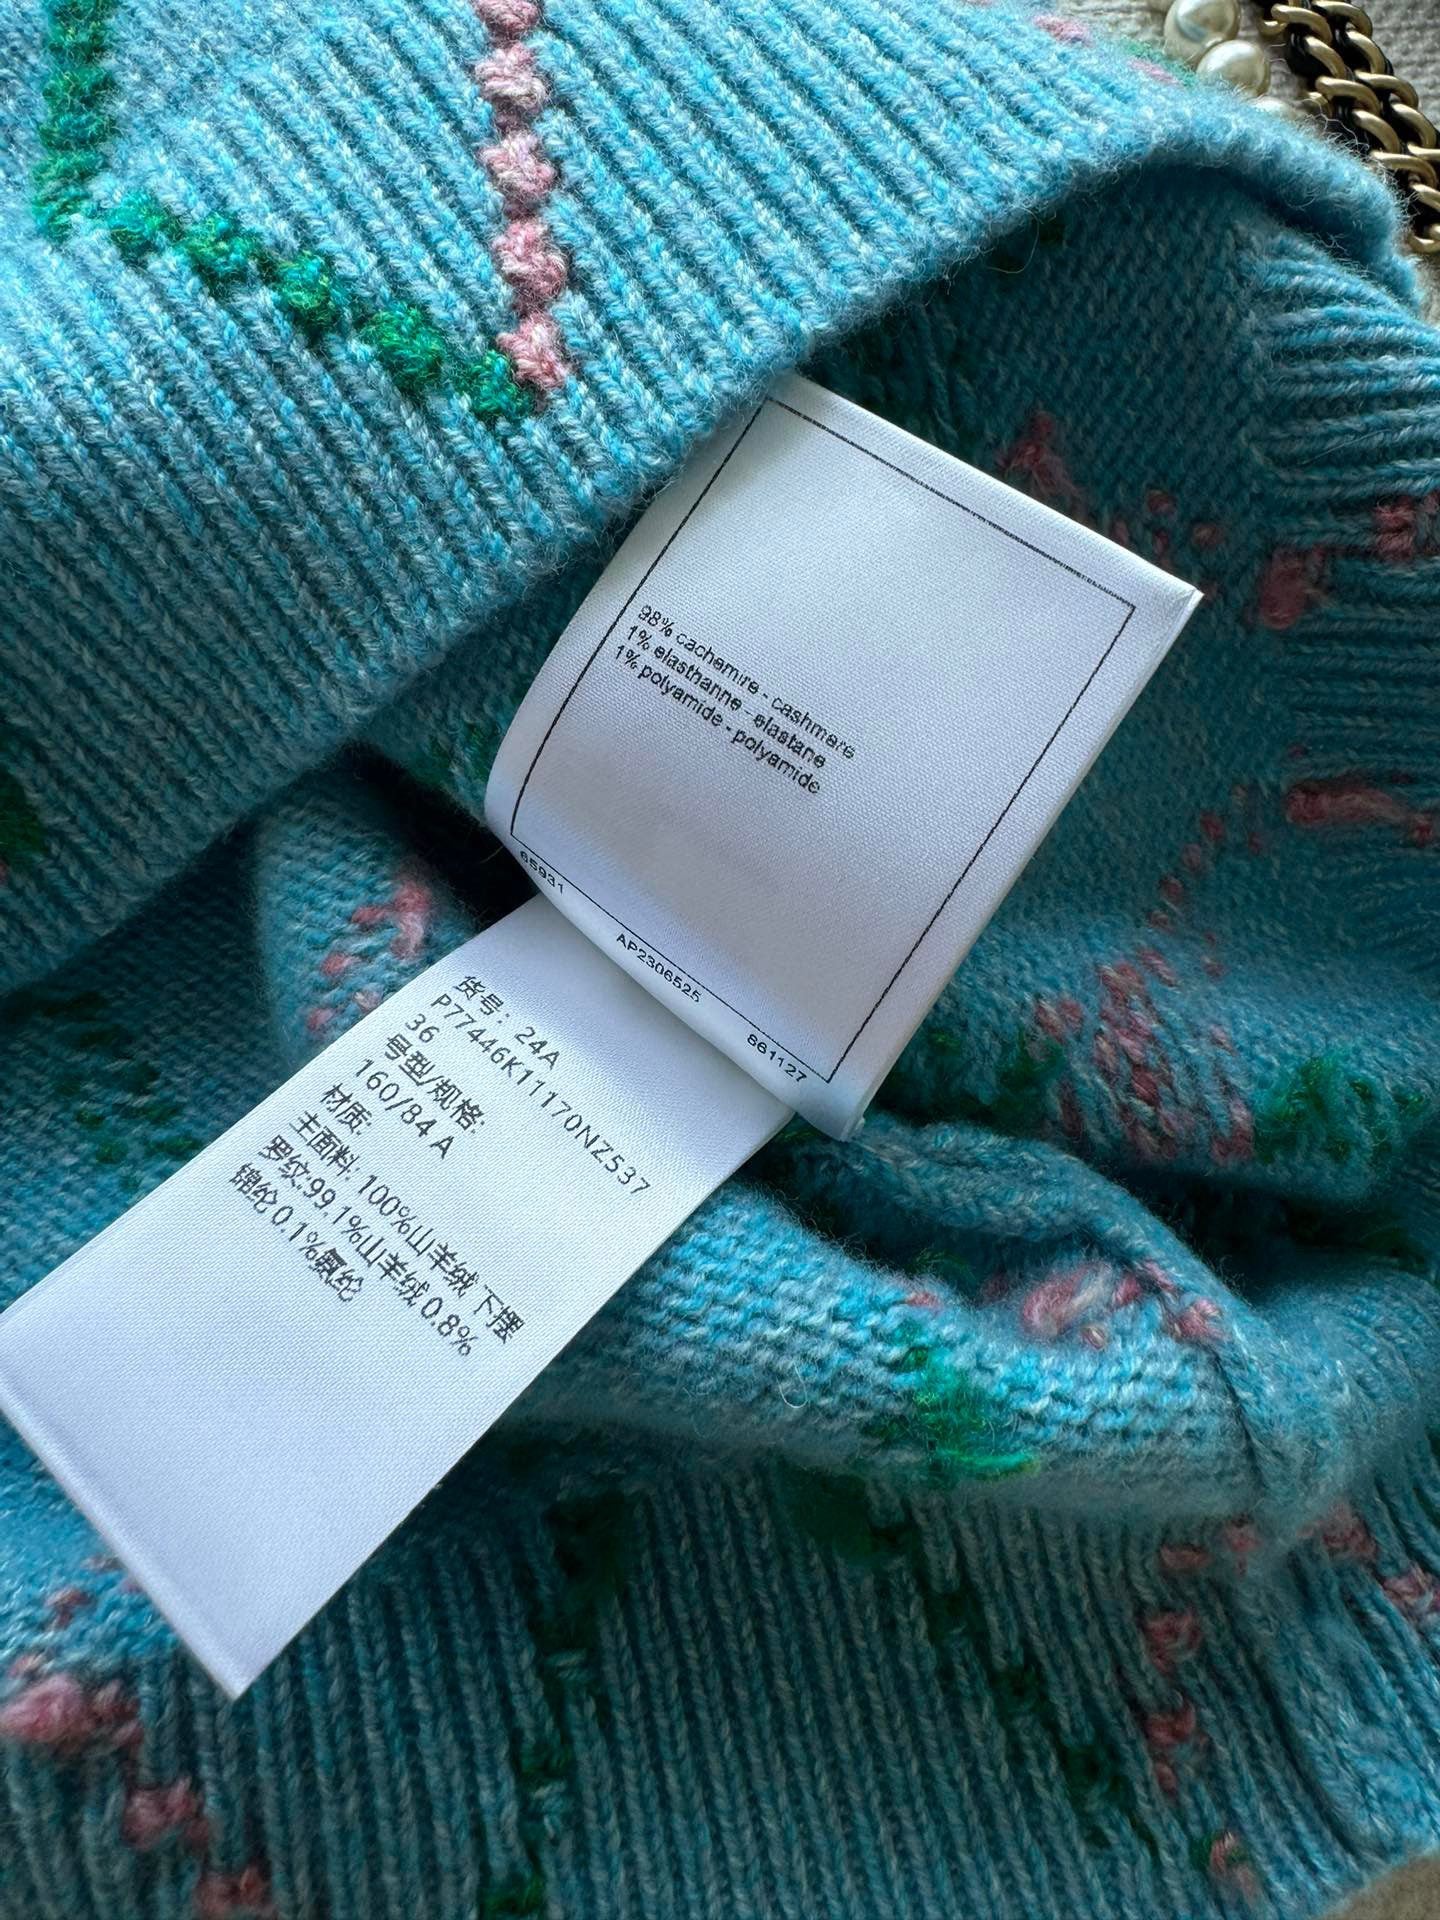 98% cachemire - cashmere
1% elasthanne - elastane
1% polyamide - polyamide
65931
AP2306525
861127
货号: 24A
P77446K11170NZ537
36
号型/规格:
160/84 A
材质:
主面料: 100%山羊绒 下摆
罗纹:99.1%山羊绒 0.8%
锦纶 0.1%氨纶